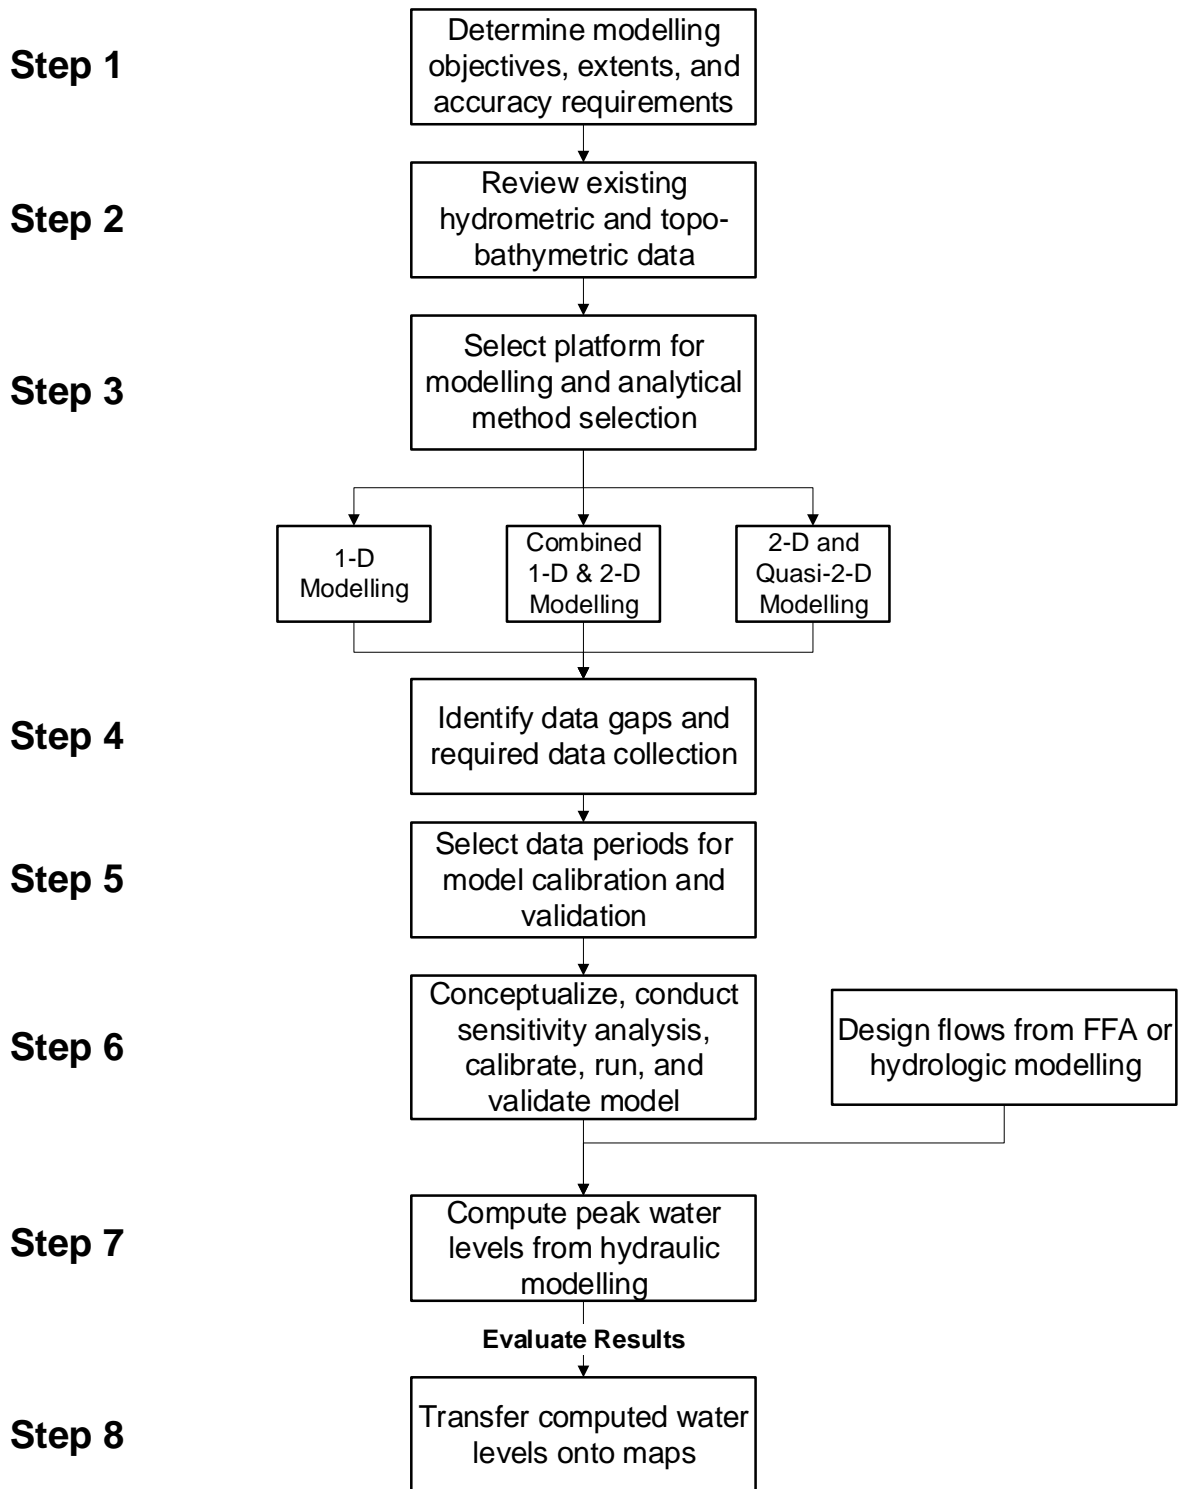 Step 1
Determine modelling
objectives, extents, and
accuracy requirements
Step 2
Review existing
hydrometric and topo-
bathymetric data
Step 3
Select platform for
modelling and analytical
method selection
1-D
Modelling
Combined
1-D & 2-D
Modelling
2-D and
Quasi-2-D
Modelling
Step 4
Identify data gaps and
required data collection
Step 5
Select data periods for
model calibration and
validation
Step 6
Conceptualize, conduct
sensitivity analysis,
calibrate, run, and
validate model
Design flows from FFA or
hydrologic modelling
Step 7
Compute peak water
levels from hydraulic
modelling
Evaluate Results
Step 8
Transfer computed water
levels onto maps